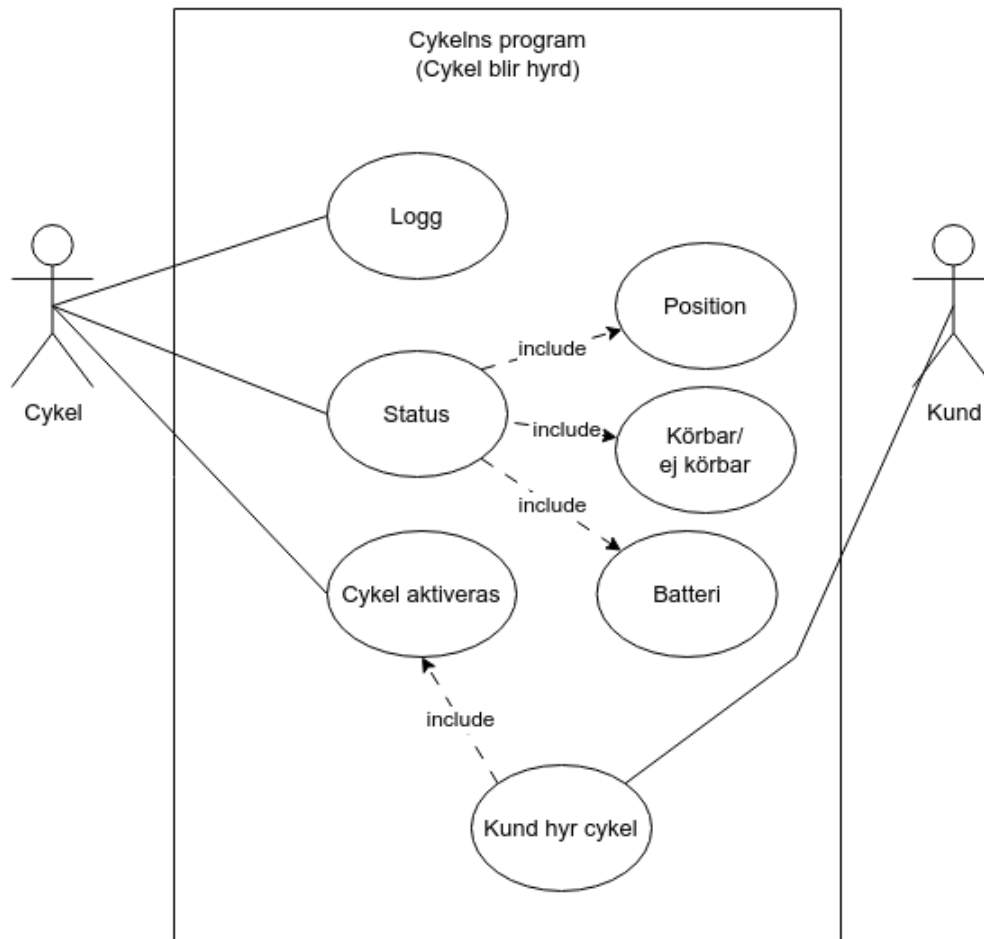 Cykelns program
(Cykel blir hyrd)
Logg
Position
include
Cykel
Status
include
Körbar/
ej körbar
Kund
include
Cykel aktiveras
Batteri
include
Kund hyr cykel